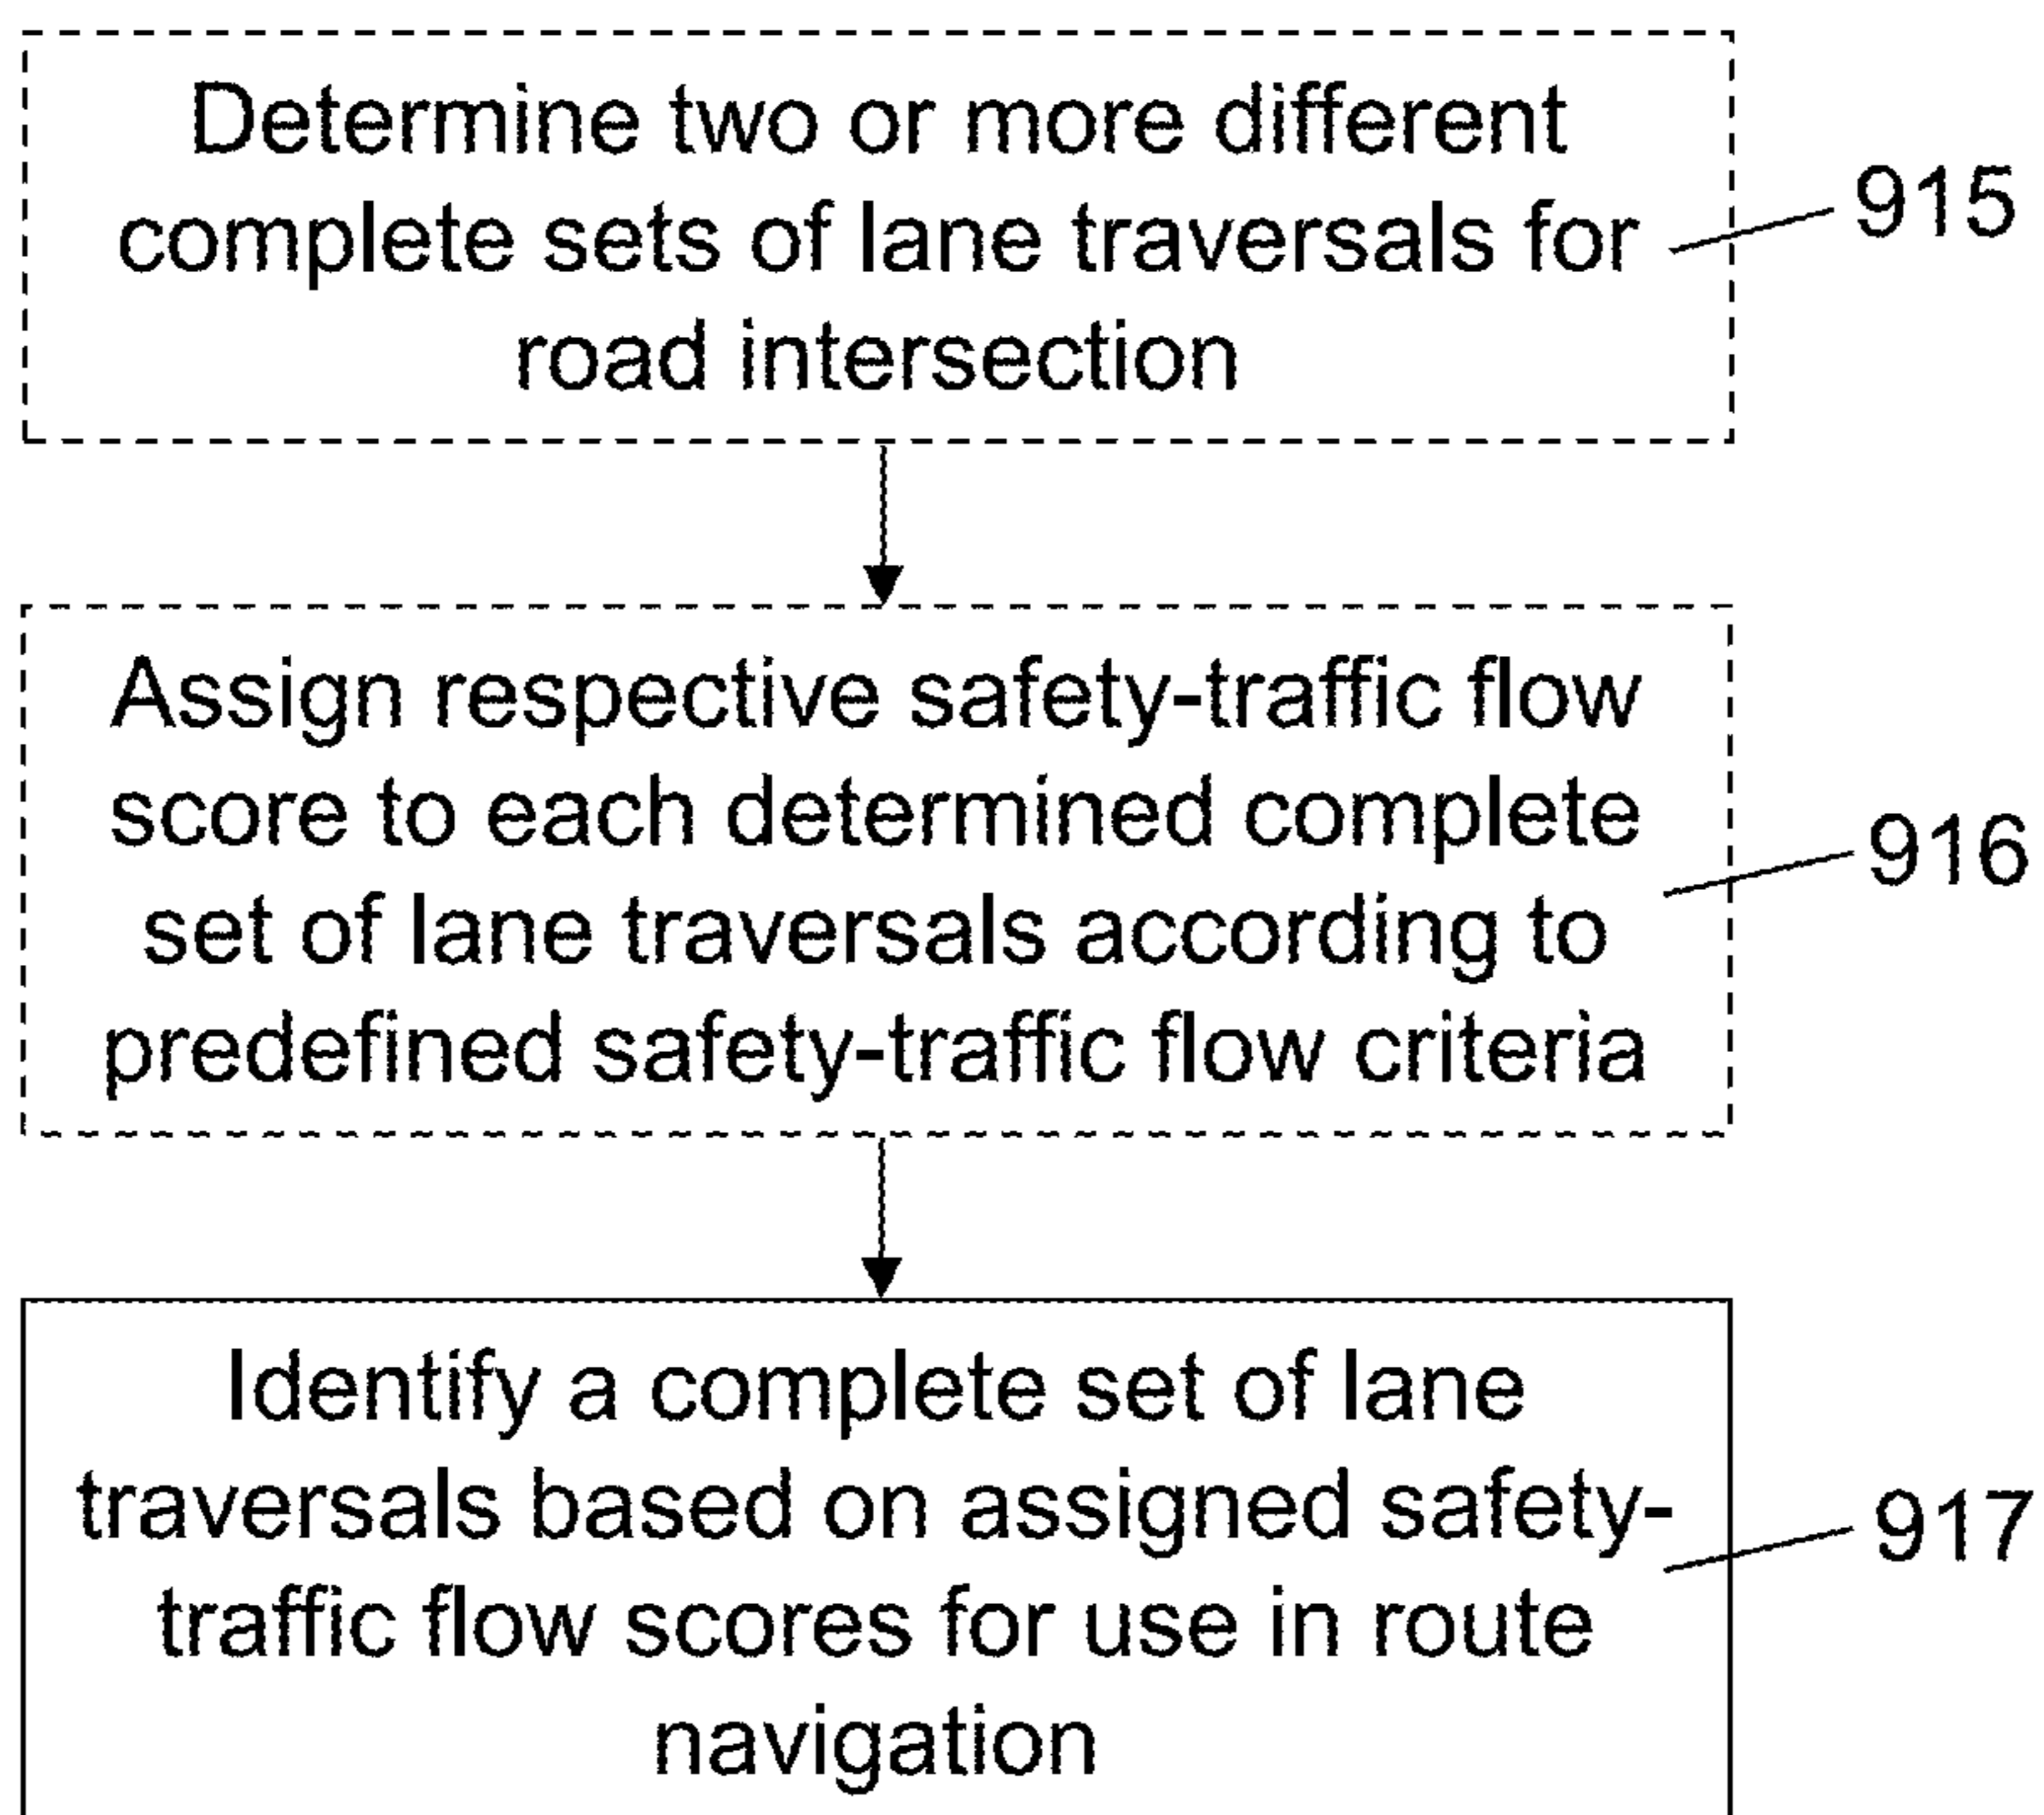 Determine two or more different
complete sets of lane traversals for
road intersection
915
Assign respective safety-traffic flow
score to each determined complete
set of lane traversals according to
predefined safety-traffic flow criteria
916
Identify a complete set of lane
traversals based on assigned safety-
traffic flow scores for use in route
navigation
917